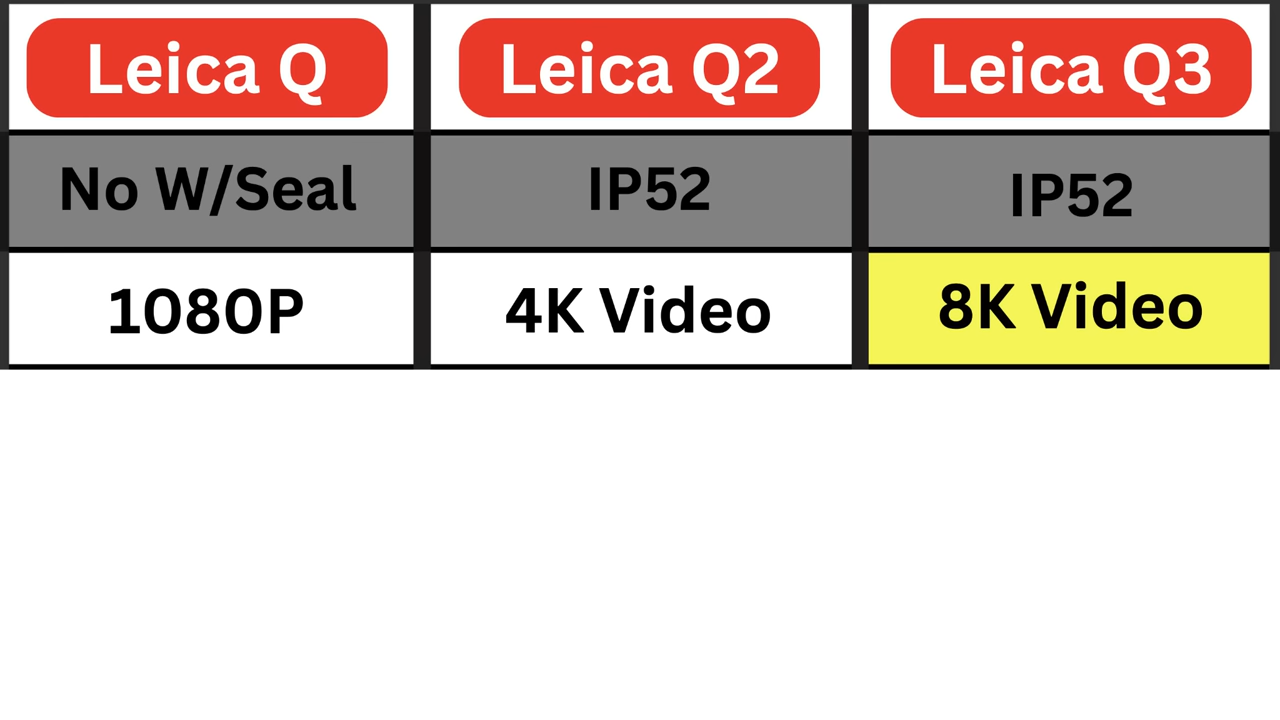 Leica Q
Leica Q2
Leica Q3
No W/Seal
IP52
IP52
1080P
4K Video
8K Video